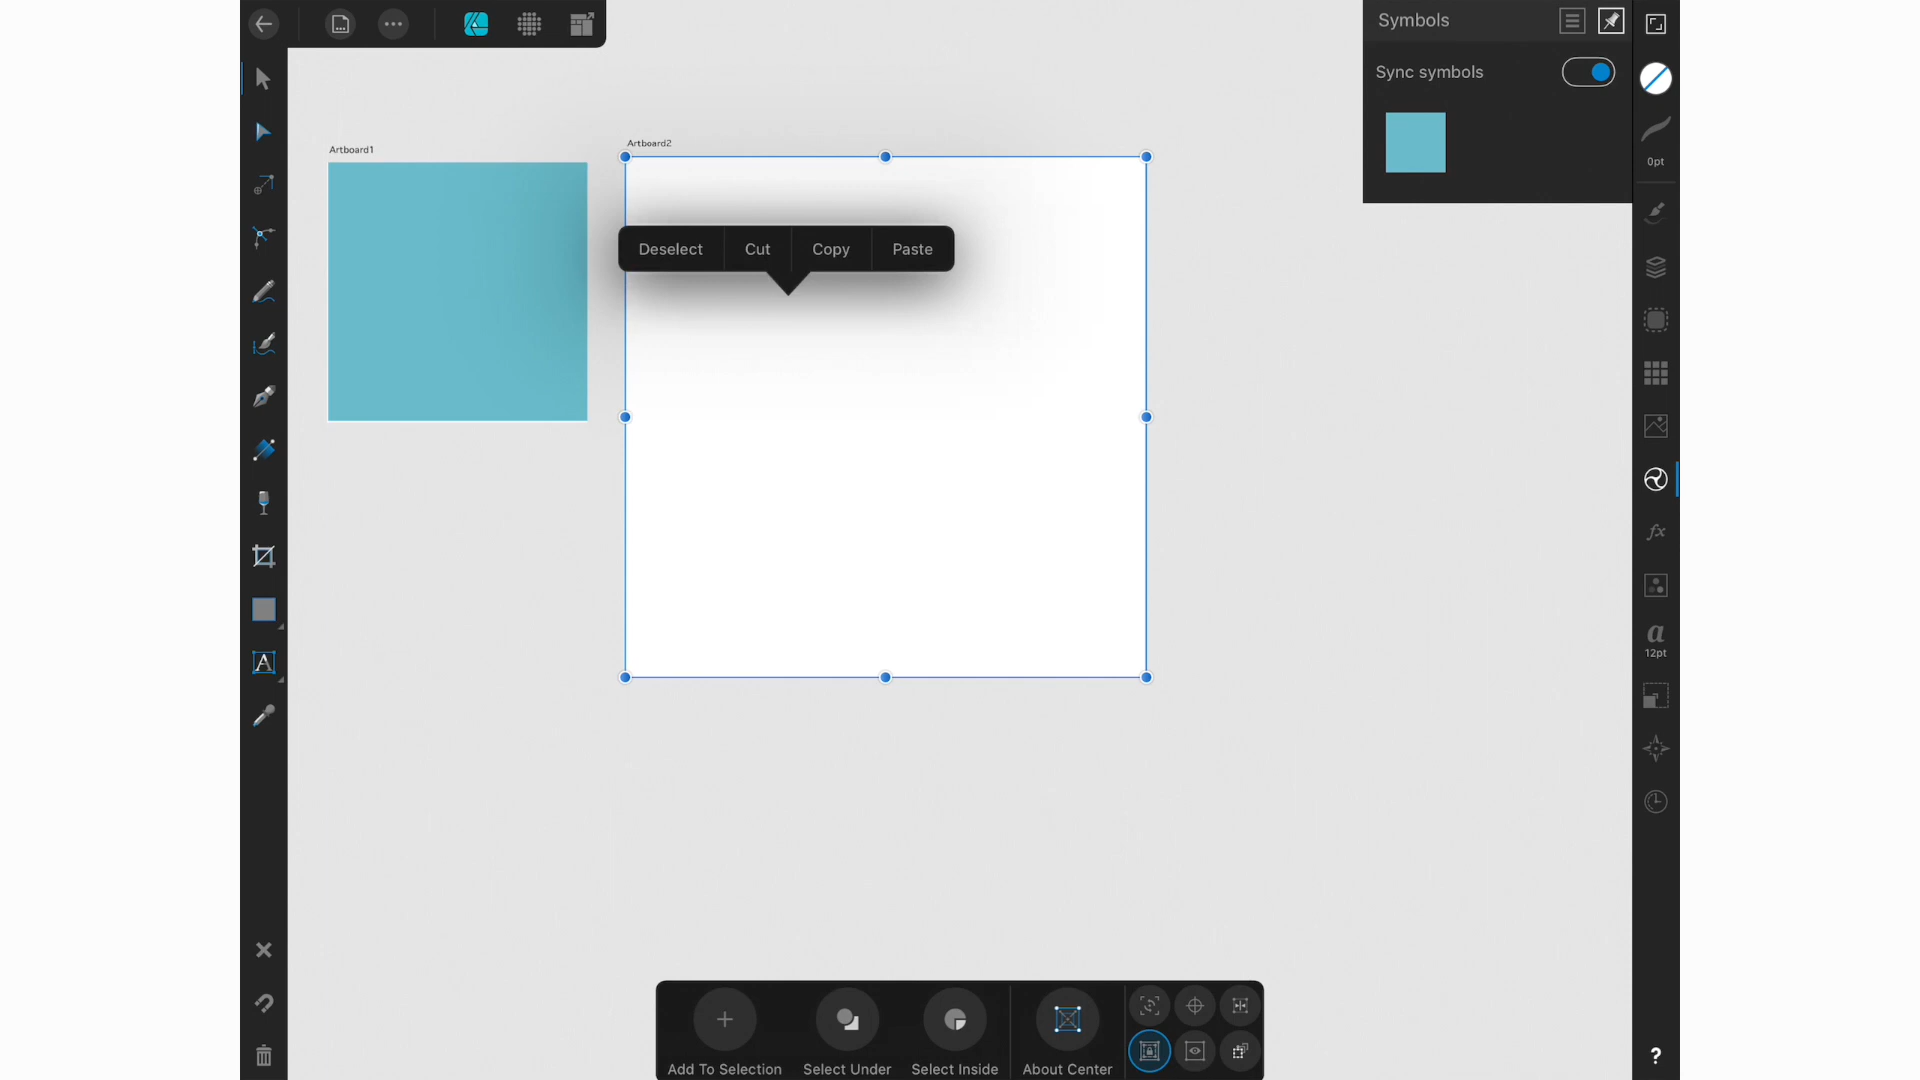 Symbols
Sync symbols
0pt
Artboard1
Artboard2
Deselect Cut Copy Paste
fx
a
12pt
A
Add To Selection Select Under Select Inside About Center
?